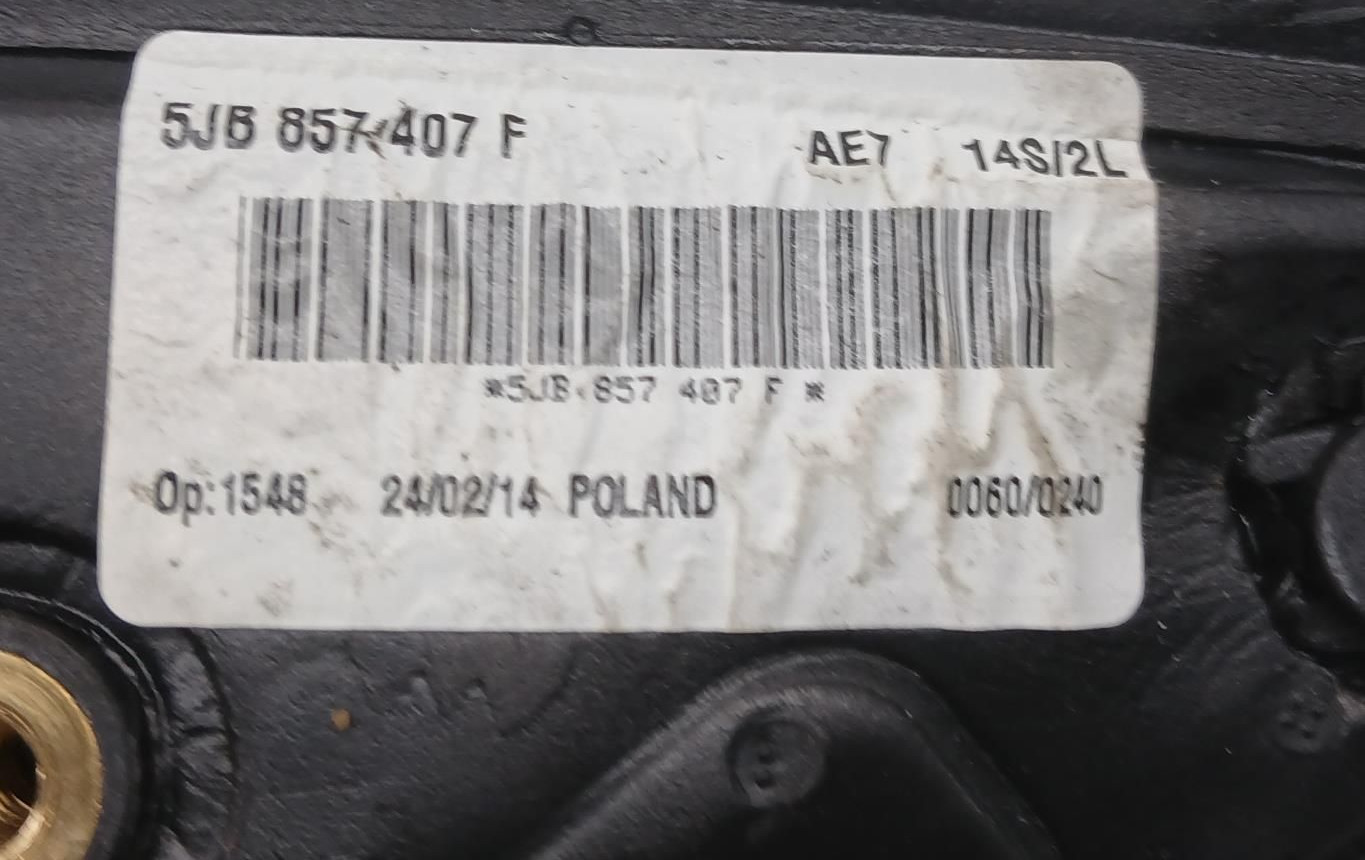 5JB 857 407 F AE7 14S/2L
*5JB 857 407 F *
Op:1548 24/02/14 POLAND 0060/0240